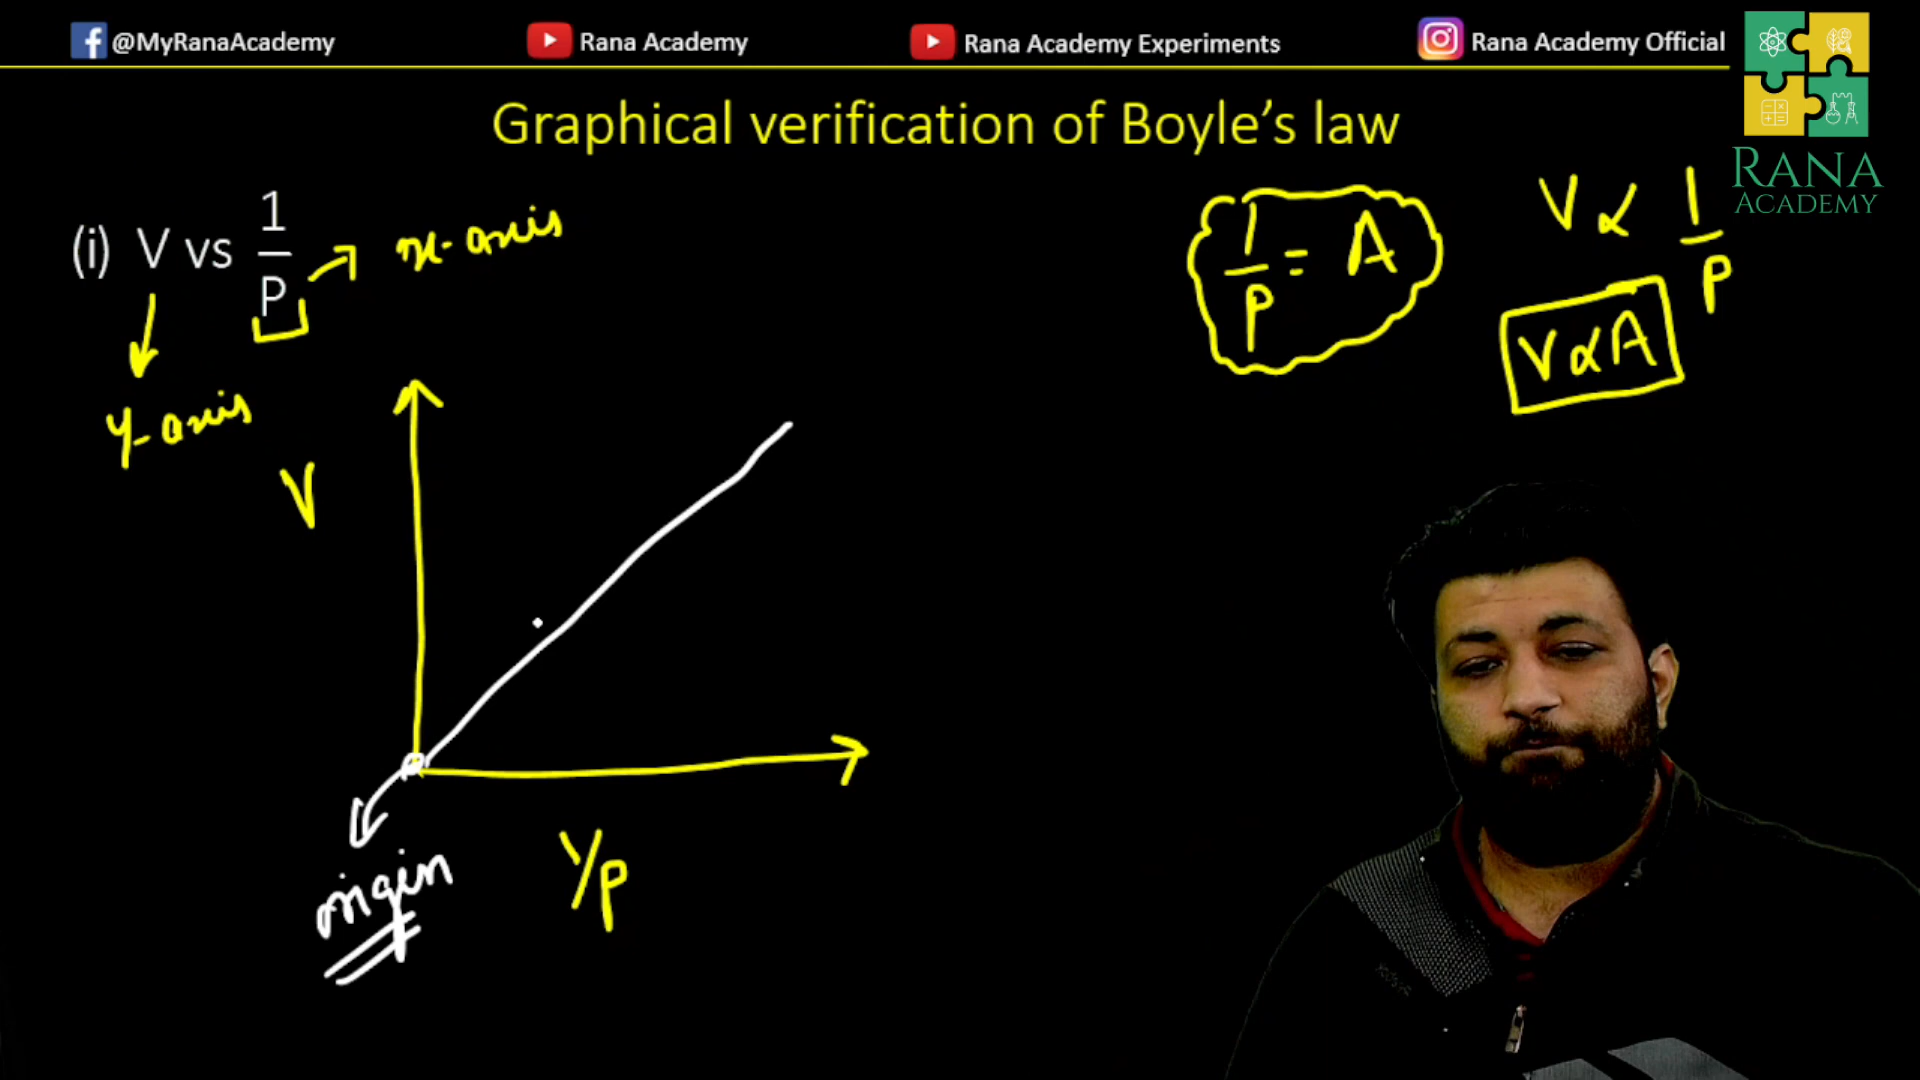 @MyRanaAcademy
Rana Academy
Rana Academy Experiments
Rana Academy Official
RANA
ACADEMY
Graphical verification of Boyle’s law
(i) V vs 1/P
x-axis
y-axis
1/P = A
V ∝ 1/P
V ∝ A
V
origin
1/P